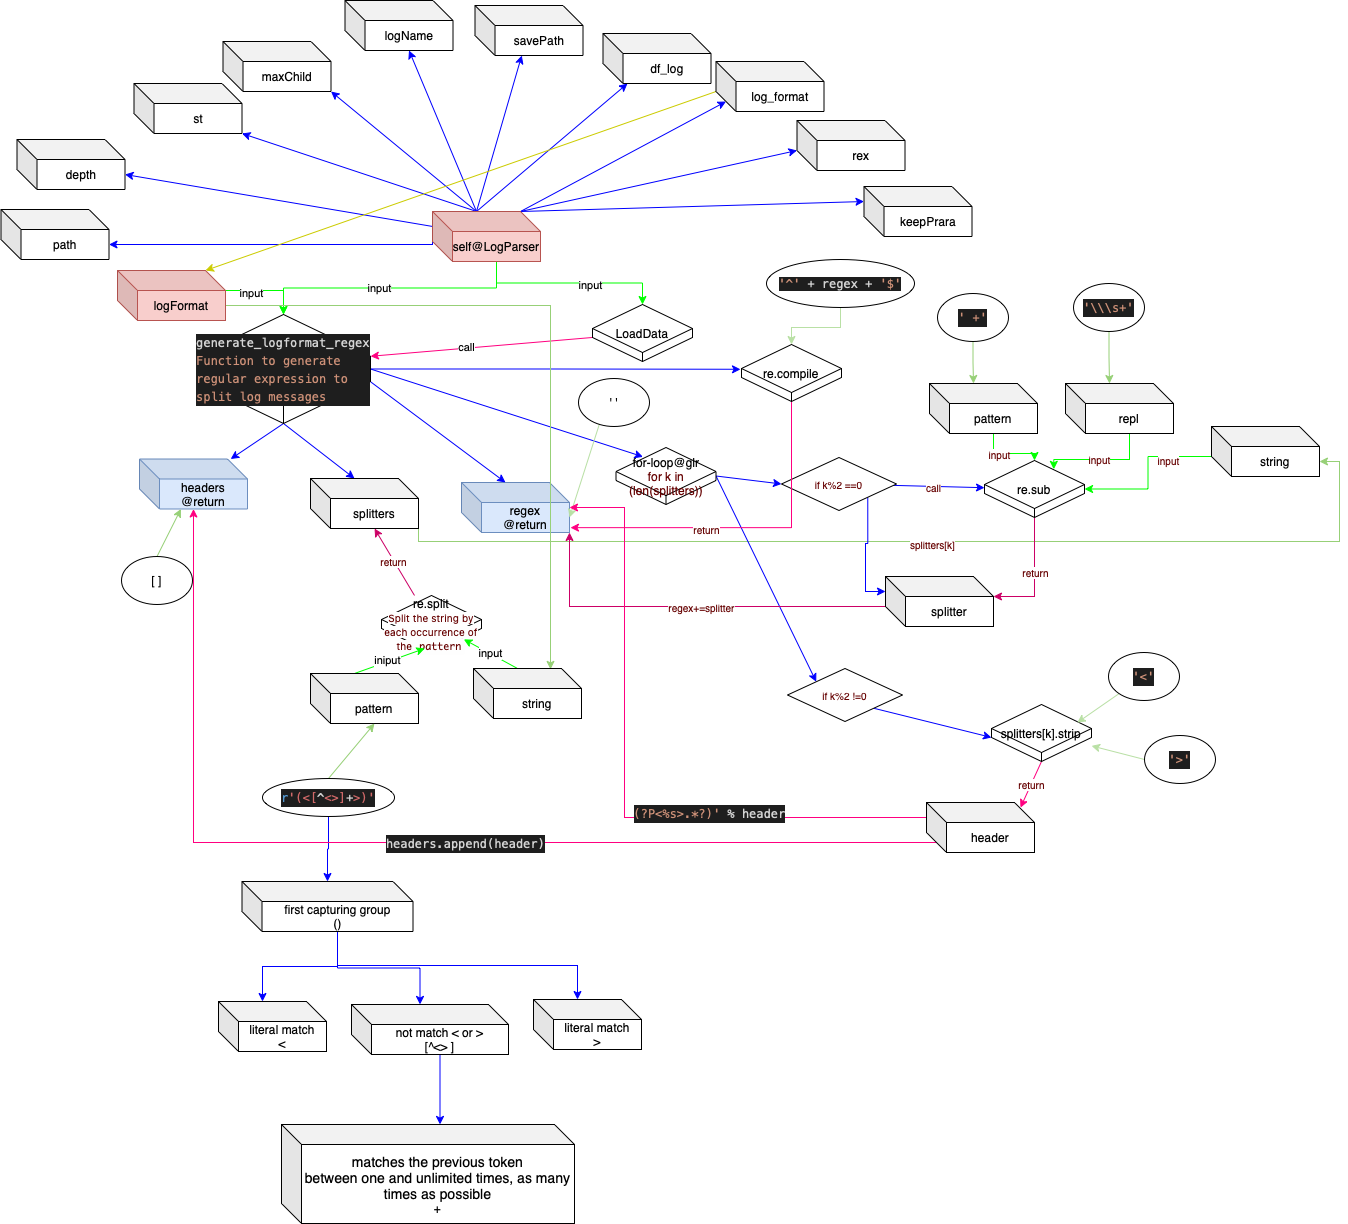 logName
savePath
maxChild
df_log
log_format
st
rex
depth
keepPrara
path
self@LogParser
logFormat
input
input
input
'^' + regex + '$'
' +'
'\\\s+'
LoadData
call
generate_logformat_regex
Function to generate
regular expression to
split log messages
re.compile
' '
pattern
repl
string
input
input
input
for-loop@glr
for k in
(len(splitters))
if k%2 ==0
call
re.sub
headers
@return
splitters
regex
@return
return
splitters[k]
return
return
[ ]
re.split
Split the string by
each occurrence of
the pattern
regex+=splitter
splitter
iniput
input
pattern
string
if k%2 !=0
'<'
splitters[k].strip
'>'
return
r'(<[^<>]+>)'
(?P<%s>.*?)' % header
header
headers.append(header)
first capturing group
()
literal match
<
not match < or >
[^<> ]
literal match
>
matches the previous token
between one and unlimited times, as many
times as possible
+